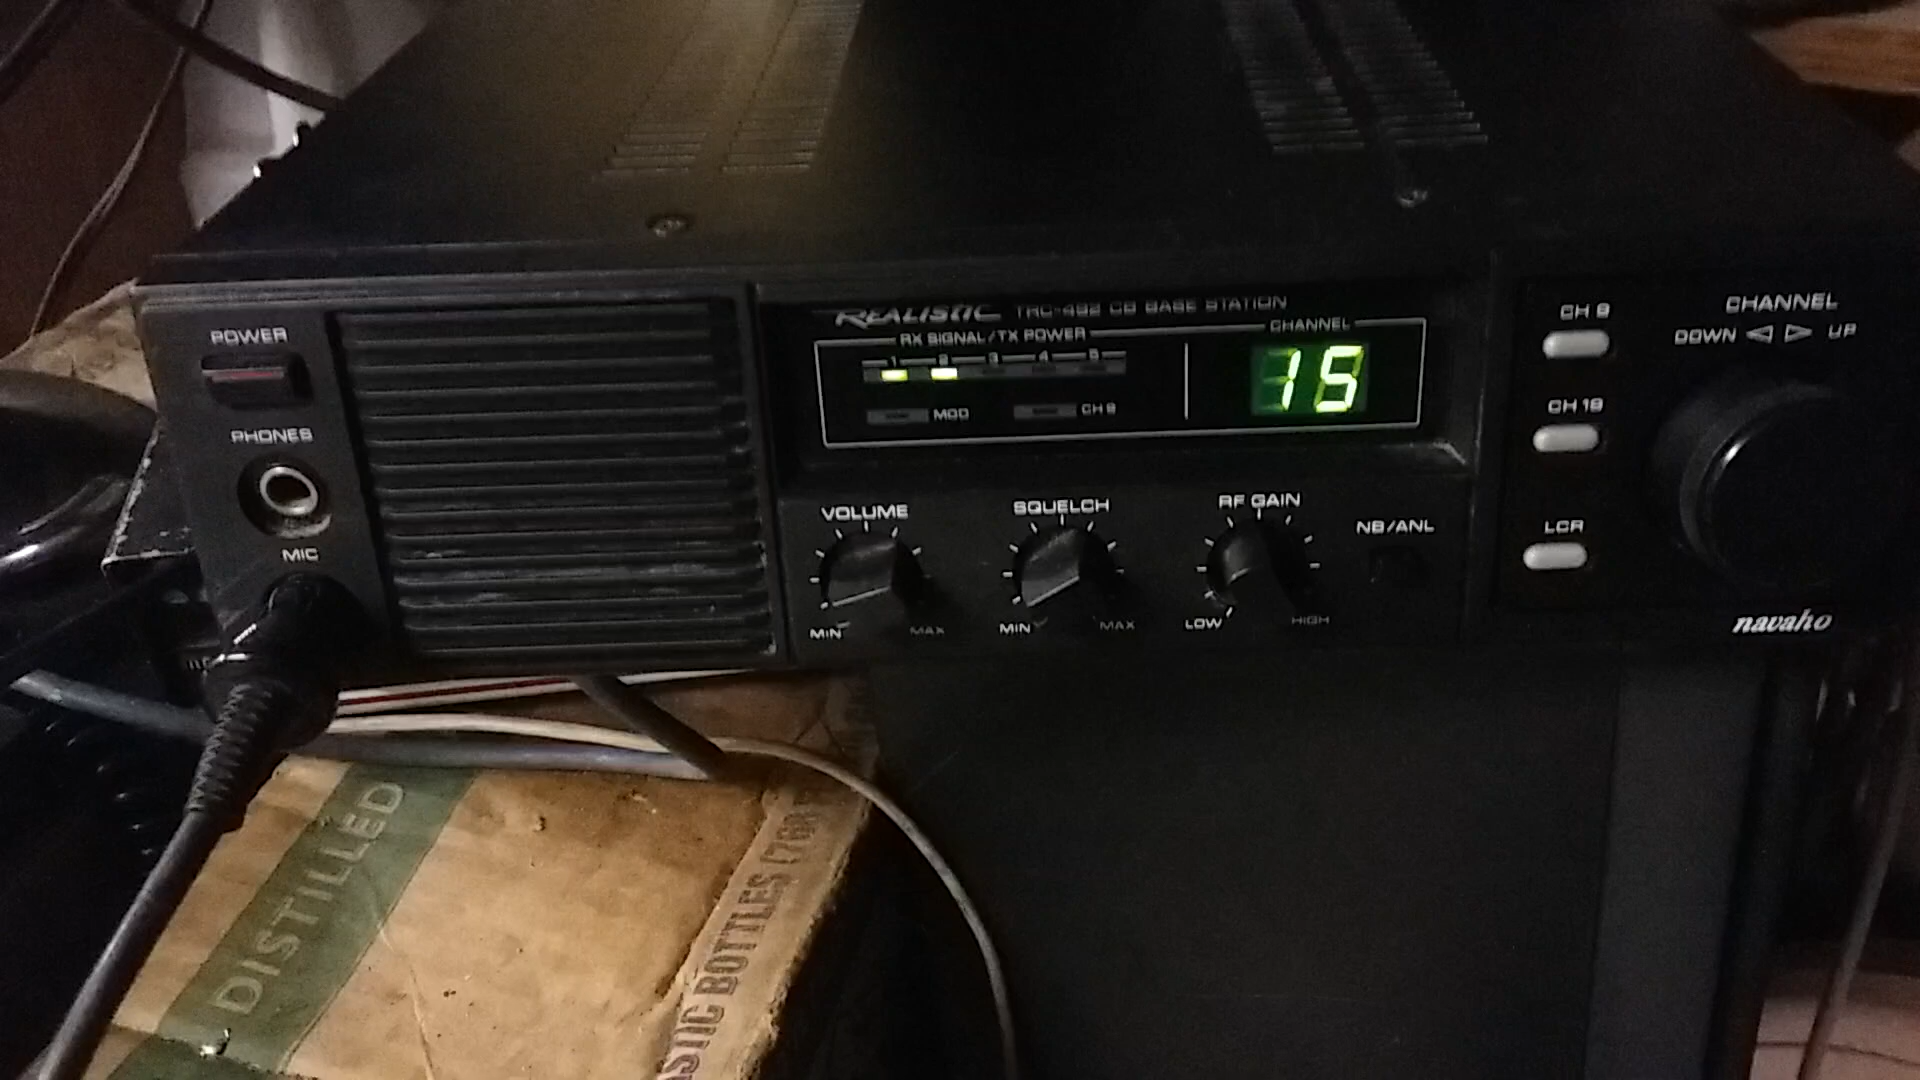 REALISTIC TRC-492 CB BASE STATION
POWER
PHONES
MIC
RX SIGNAL/TX POWER
1 2 3 4 5
MOD
CH 9
CHANNEL
15
VOLUME
MIN
MAX
SQUELCH
MIN
MAX
RF GAIN
LOW
HIGH
NB/ANL
CH 9
CH 19
LCR
CHANNEL
DOWN
UP
navaho
DISTILLED
BOTTLES